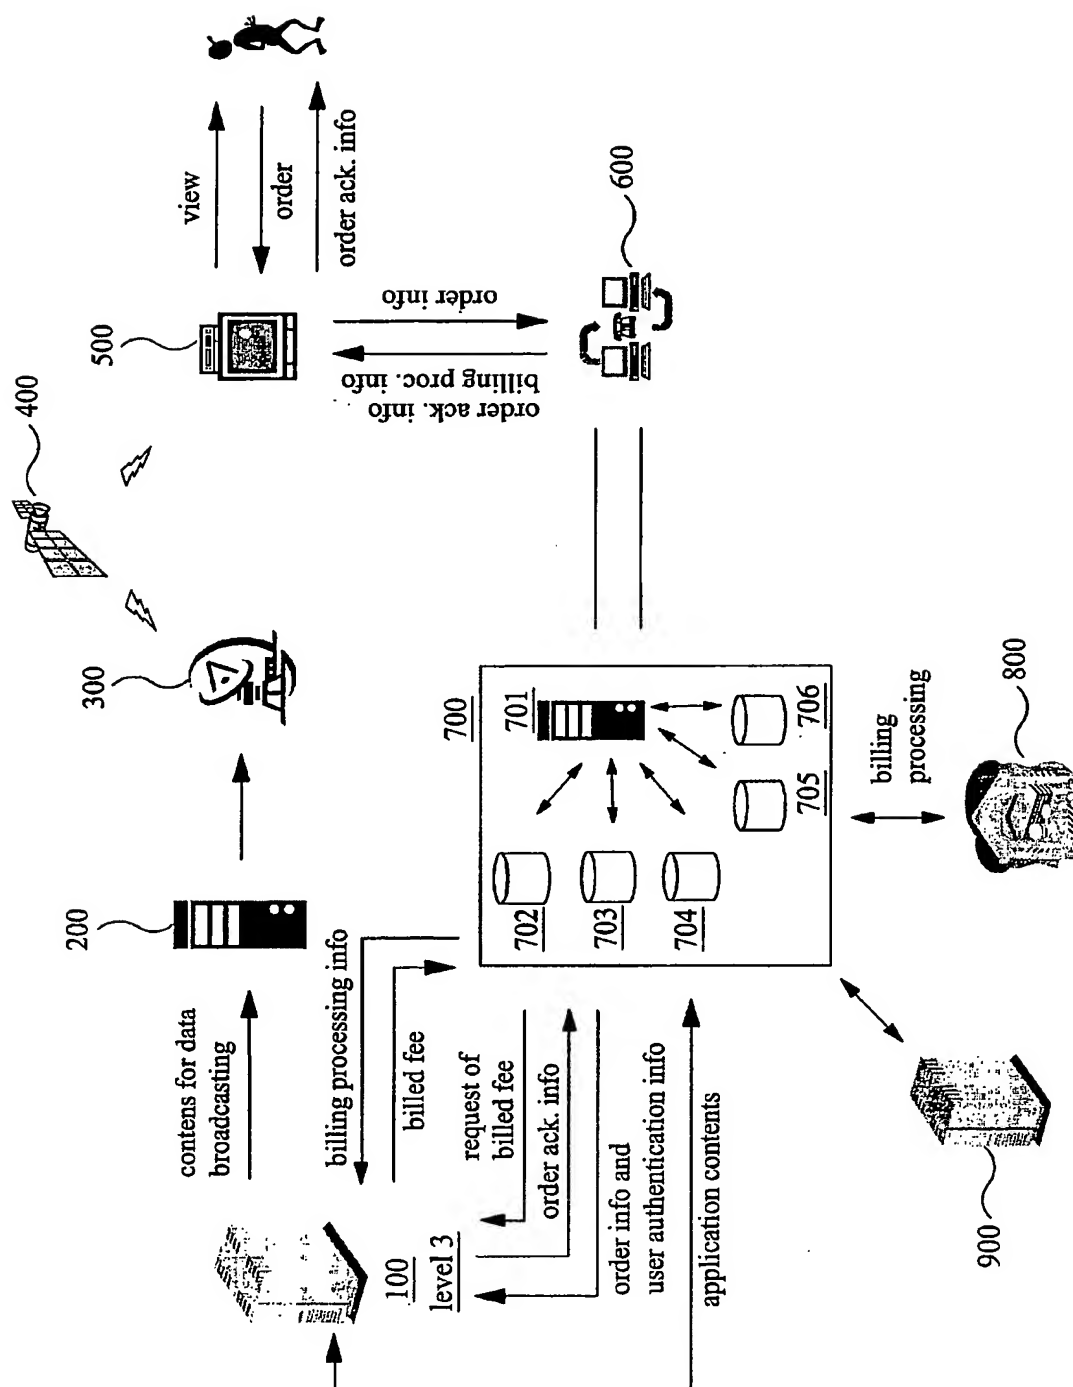 400
300
200
500
view
order
order ack. info
contens for data
broadcasting
order info
order ack. info
billing proc. info
600
100
level 3
billing processing info
billed fee
request of
billed fee
order ack. info
order info and
user authentication info
application contents
700
701
702
703
704
705
706
billing
processing
800
900